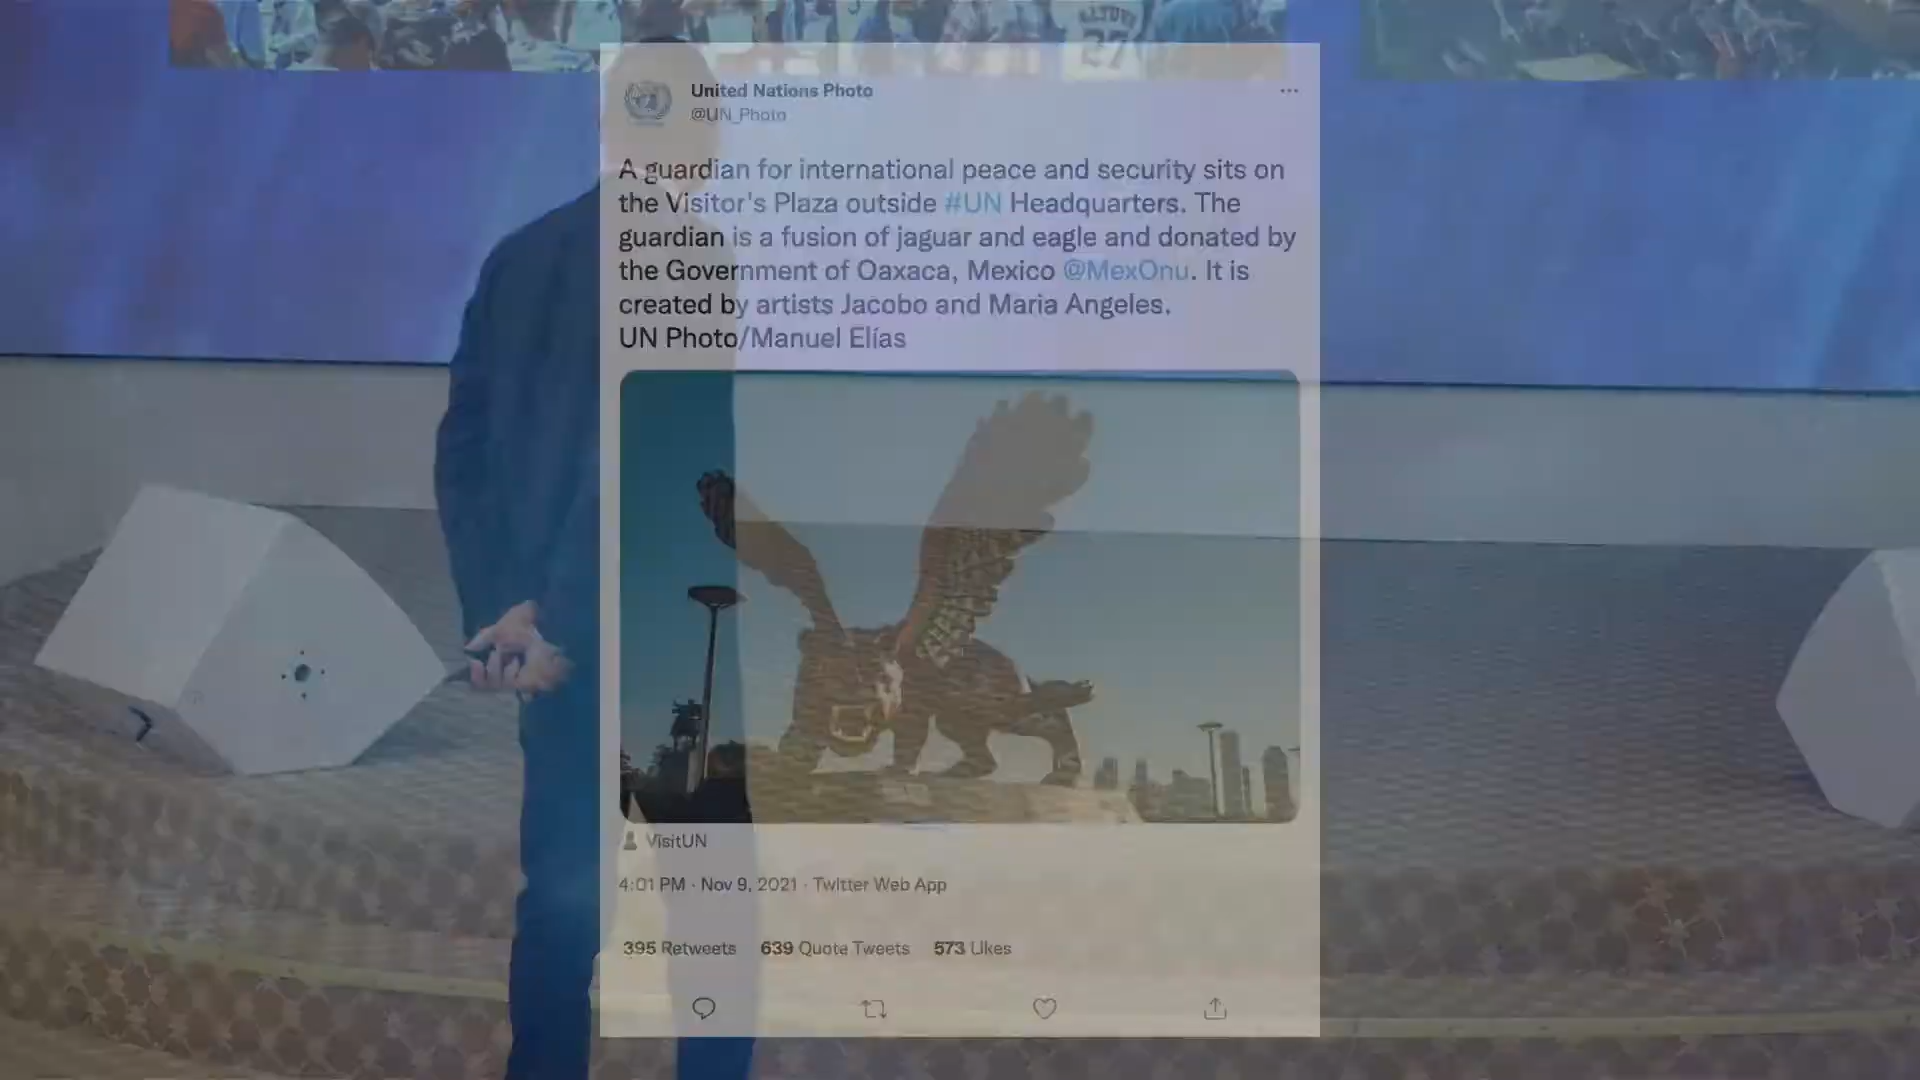 ALTUVE
27
United Nations Photo
@UN_Photo
A guardian for international peace and security sits on
the Visitor's Plaza outside #UN Headquarters. The
guardian is a fusion of jaguar and eagle and donated by
the Government of Oaxaca, Mexico @MexOnu. It is
created by artists Jacobo and Maria Angeles.
UN Photo/Manuel Elías
VisitUN
4:01 PM · Nov 9, 2021 · Twitter Web App
395 Retweets 639 Quote Tweets 573 Likes